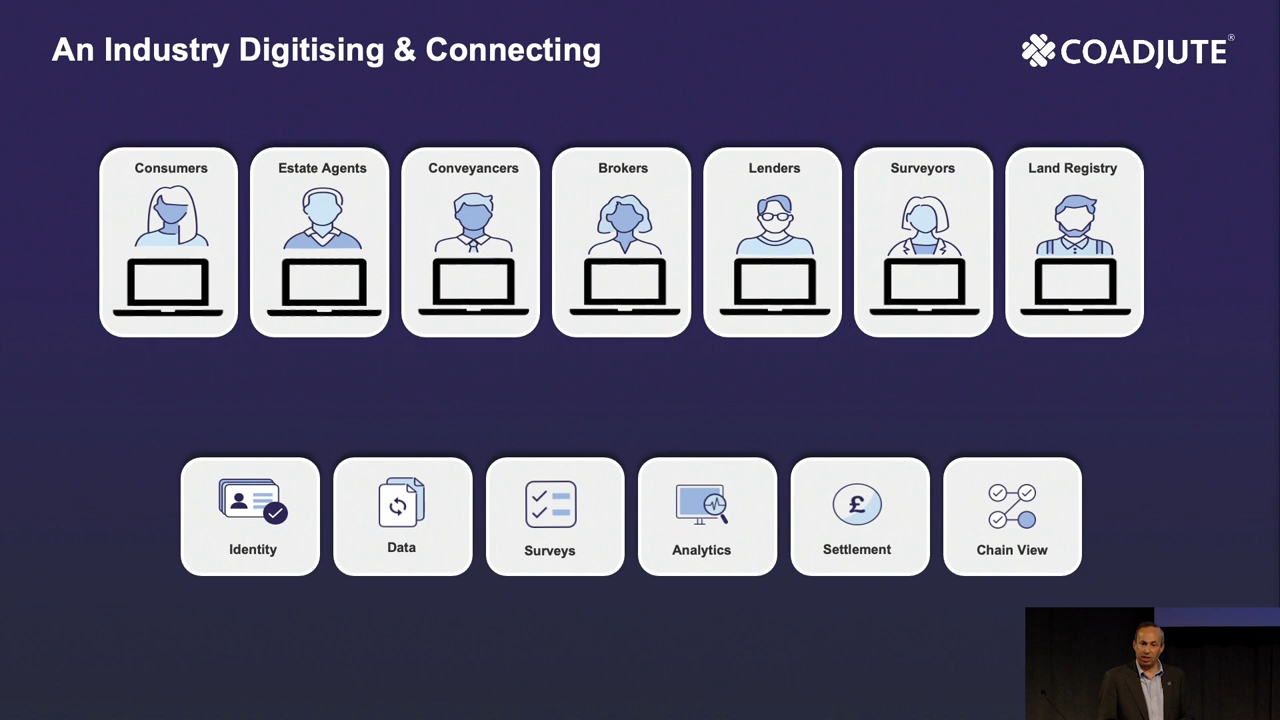 An Industry Digitising & Connecting
COADJUTE®
Consumers
Estate Agents
Conveyancers
Brokers
Lenders
Surveyors
Land Registry
Identity
Data
Surveys
Analytics
£
Settlement
Chain View